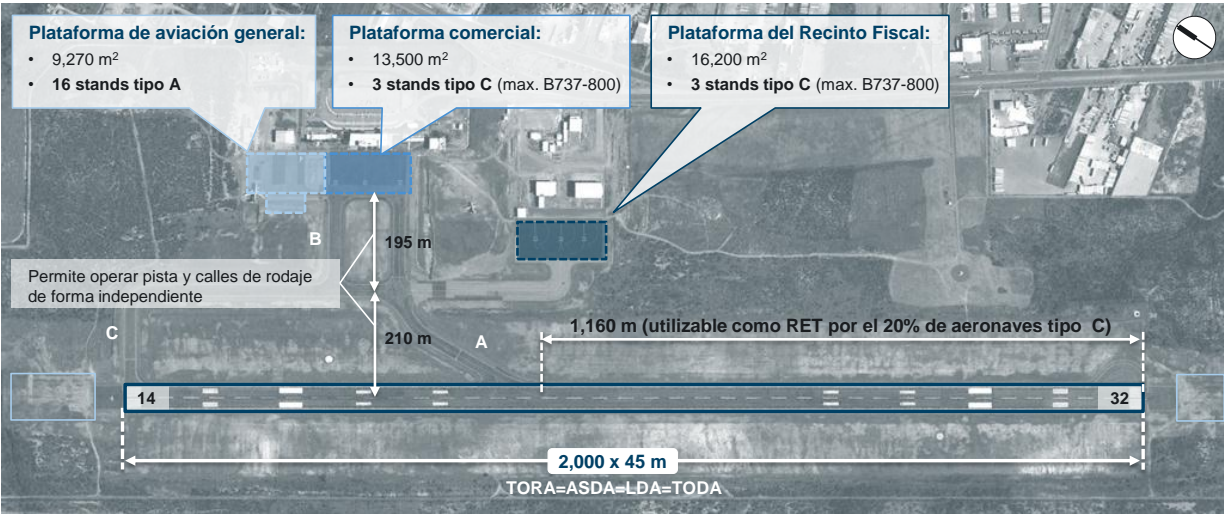 Plataforma de aviación general:
• 9,270 m²
• 16 stands tipo A
Plataforma comercial:
• 13,500 m²
• 3 stands tipo C (max. B737-800)
Plataforma del Recinto Fiscal:
• 16,200 m²
• 3 stands tipo C (max. B737-800)
B
195 m
Permite operar pista y calles de rodaje
de forma independiente
C
210 m
A
1,160 m (utilizable como RET por el 20% de aeronaves tipo C)
14
32
2,000 x 45 m
TORA=ASDA=LDA=TODA